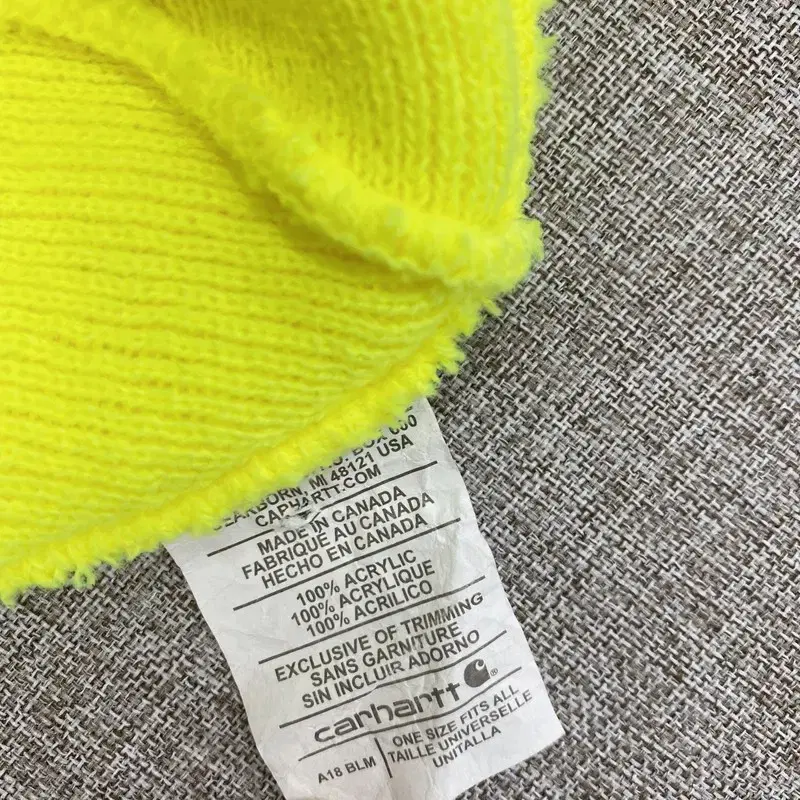 MI 48121 USA
CAPHARTT.COM
MADE IN CANADA
FABRIQUÉ AU CANADA
HECHO EN CANADA
100% ACRYLIC
100% ACRYLIQUE
100% ACRILICO
EXCLUSIVE OF TRIMMING
SANS GARNITURE
SIN INCLUIR ADORNO
carhartt ®
A18 BLM
ONE SIZE FITS ALL
TAILLE UNIVERSELLE
UNITALLA